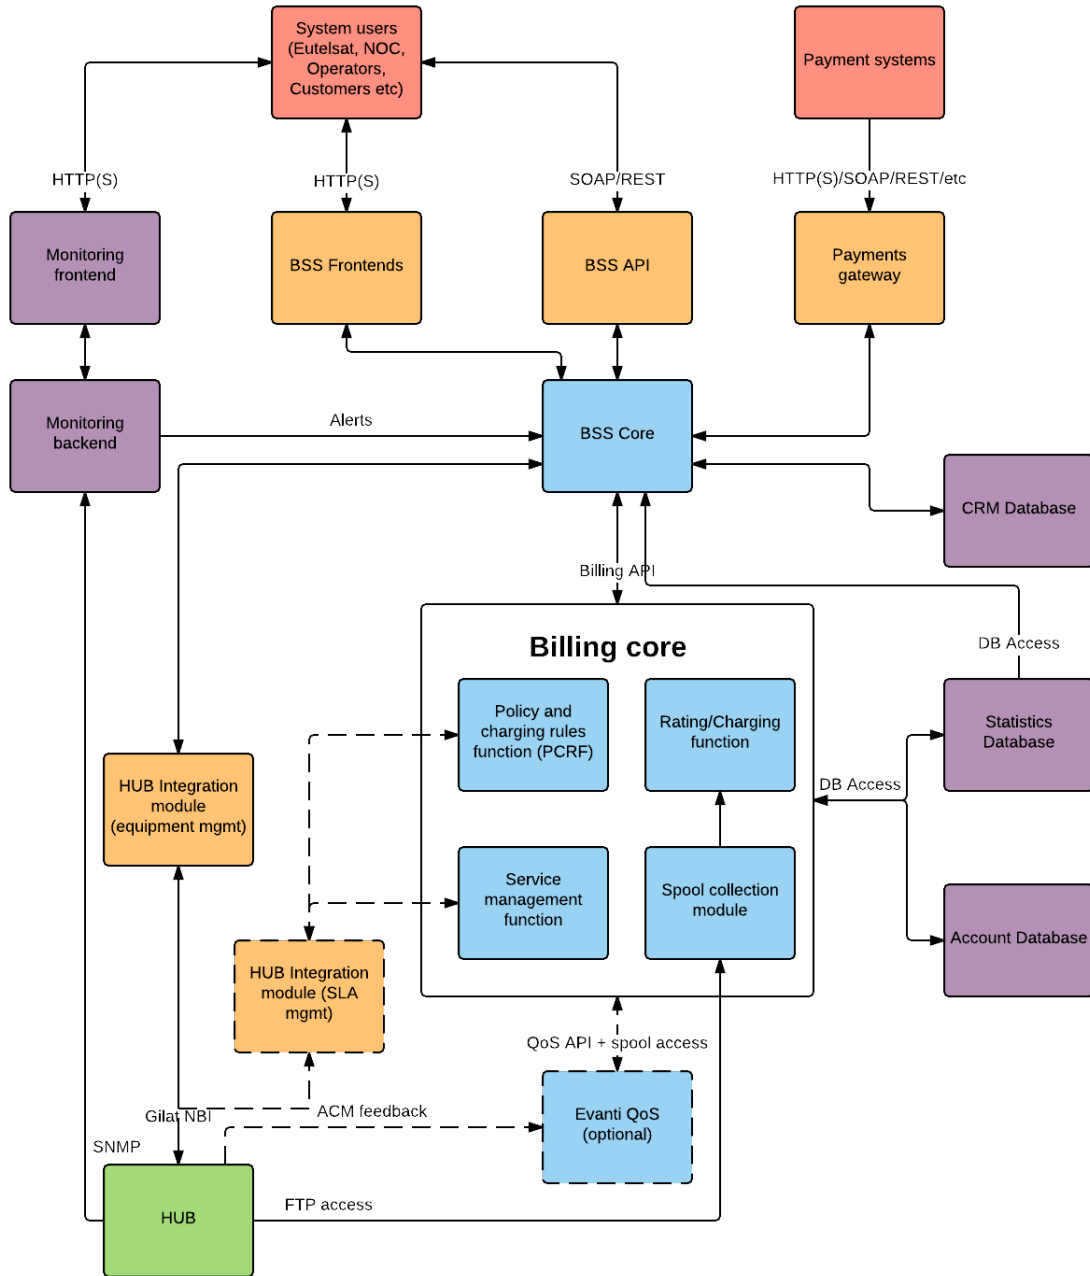 System users
(Eutelsat, NOC,
Operators,
Customers etc)
Payment systems
HTTP(S)
HTTP(S)
SOAP/REST
HTTP(S)/SOAP/REST/etc
Monitoring
frontend
BSS Frontends
BSS API
Payments
gateway
Monitoring
backend
Alerts
BSS Core
CRM Database
Billing API
Billing core
DB Access
Policy and
charging rules
function (PCRF)
Rating/Charging
function
Statistics
Database
HUB Integration
module
(equipment mgmt)
DB Access
Service
management
function
Spool collection
module
Account Database
HUB Integration
module (SLA
mgmt)
QoS API + spool access
Gilat NBI
ACM feedback
Evanti QoS
(optional)
SNMP
HUB
FTP access